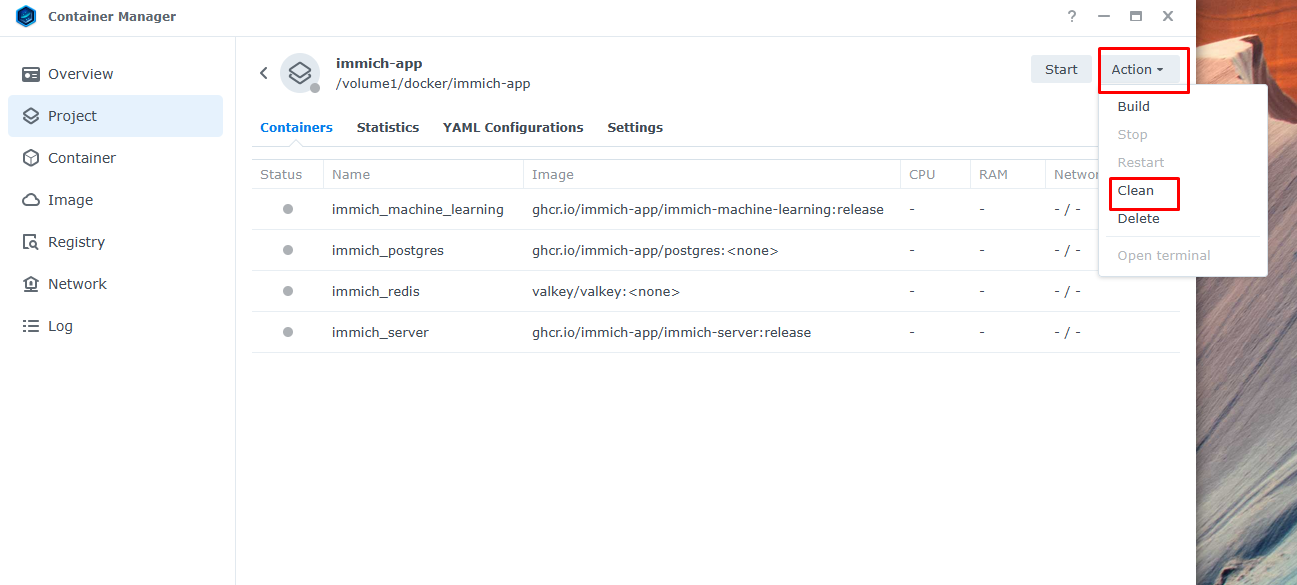 Container Manager
?
Overview
Project
Container
Image
Registry
Network
Log
immich-app
/volume1/docker/immich-app
Start
Action
Containers Statistics YAML Configurations Settings
Status Name Image CPU RAM Networ
immich_machine_learning ghcr.io/immich-app/immich-machine-learning:release - - - / -
immich_postgres ghcr.io/immich-app/postgres:<none> - - - / -
immich_redis valkey/valkey:<none> - - - / -
immich_server ghcr.io/immich-app/immich-server:release - - - / -
Build
Stop
Restart
Clean
Delete
Open terminal